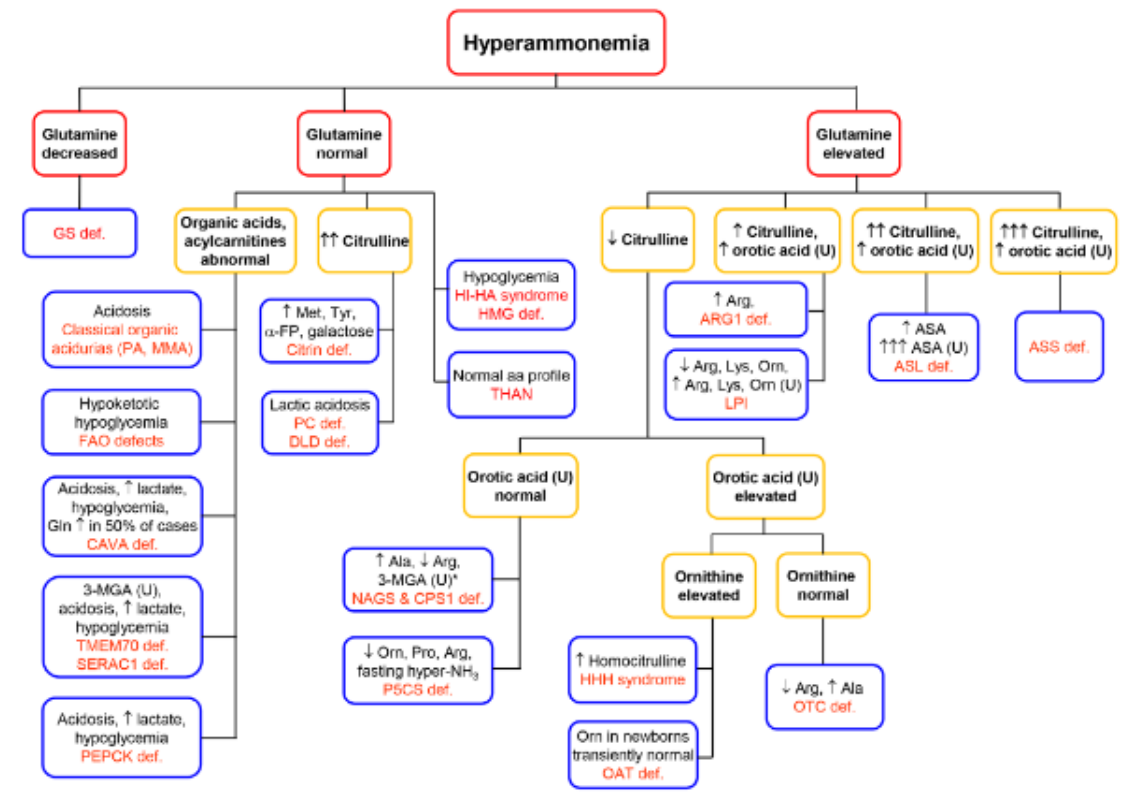 Hyperammonemia
Glutamine
decreased
Glutamine
normal
Glutamine
elevated
GS def.
Organic acids,
acylcarnitines
abnormal
↑↑ Citrulline
↓ Citrulline
↑ Citrulline,
↑ orotic acid (U)
↑↑ Citrulline,
↑ orotic acid (U)
↑↑↑ Citrulline,
↑ orotic acid (U)
Acidosis
Classical organic
acidurias (PA, MMA)
Hypoketotic
hypoglycemia
FAO defects
Acidosis, ↑ lactate,
hypoglycemia,
Gln ↑ in 50% of cases
CAVA def.
3-MGA (U),
acidosis, ↑ lactate,
hypoglycemia
TMEM70 def.
SERAC1 def.
Acidosis, ↑ lactate,
hypoglycemia
PEPCK def.
↑ Met, Tyr,
α-FP, galactose
Citrin def.
Lactic acidosis
PC def.
DLD def.
Hypoglycemia
HI-HA syndrome
HMG def.
Normal aa profile
THAN
↑ Arg,
ARG1 def.
↓ Arg, Lys, Orn,
↑ Arg, Lys, Orn (U)
LPI
↑ ASA
↑↑↑ ASA (U)
ASL def.
ASS def.
Orotic acid (U)
normal
Orotic acid (U)
elevated
↑ Ala, ↓ Arg,
3-MGA (U)*
NAGS & CPS1 def.
↓ Orn, Pro, Arg,
fasting hyper-NH₃
P5CS def.
Ornithine
elevated
Ornithine
normal
↑ Homocitrulline
HHH syndrome
Orn in newborns
transiently normal
OAT def.
↓ Arg, ↑ Ala
OTC def.